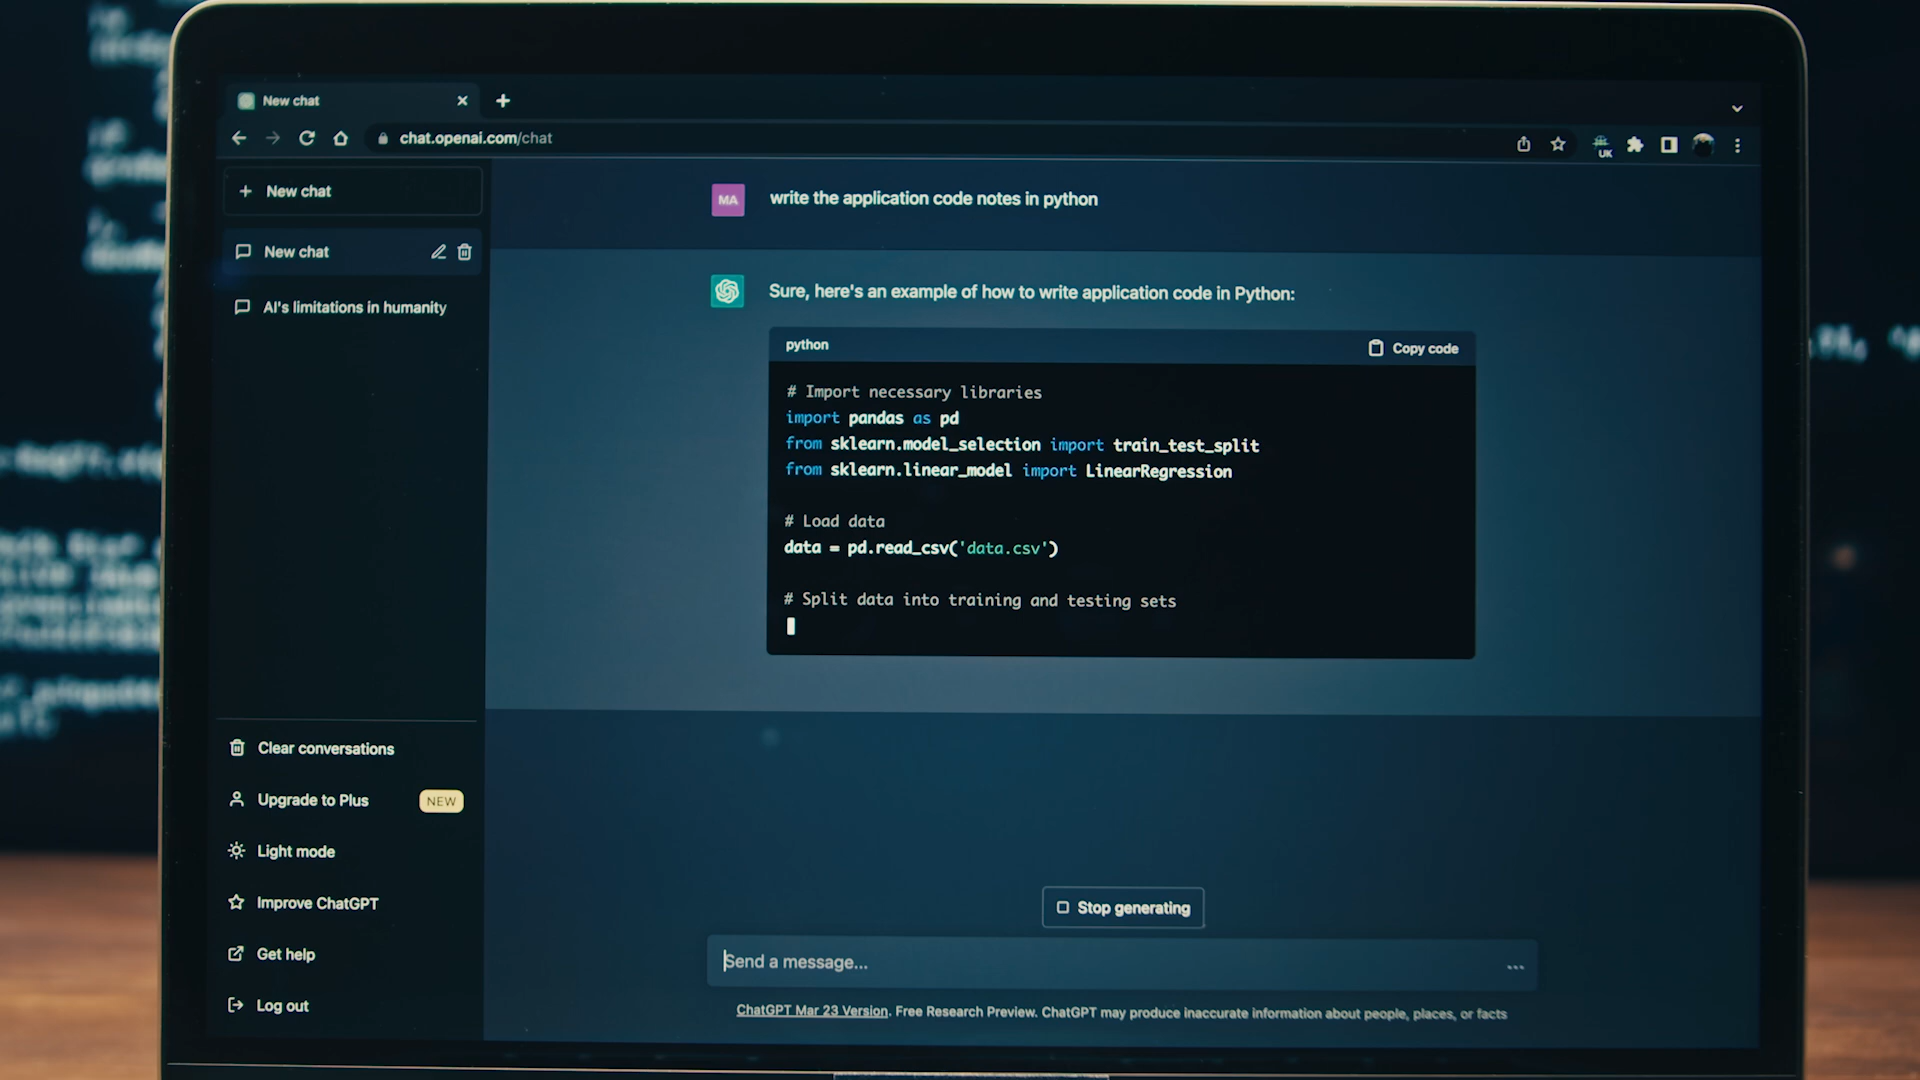 New chat
chat.openai.com/chat
UK
New chat
New chat
AI's limitations in humanity
Clear conversations
Upgrade to Plus NEW
Light mode
Improve ChatGPT
Get help
Log out
MA write the application code notes in python
Sure, here's an example of how to write application code in Python:
python Copy code
# Import necessary libraries
import pandas as pd
from sklearn.model_selection import train_test_split
from sklearn.linear_model import LinearRegression
# Load data
data = pd.read_csv('data.csv')
# Split data into training and testing sets
Stop generating
Send a message...
ChatGPT Mar 23 Version. Free Research Preview. ChatGPT may produce inaccurate information about people, places, or facts